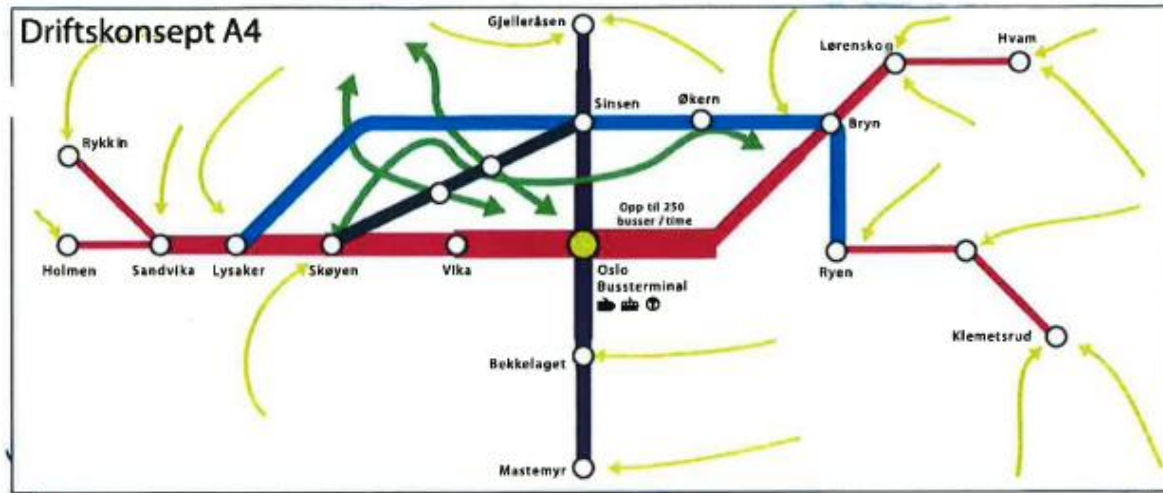 Driftskonsept A4
Gjelleråsen
Lørenskog
Hvam
Sinsen
Økern
Bryn
Rykkin
Opp til 250
busser/time
Holmen
Sandvika
Lysaker
Skøyen
Vika
Oslo
Bussterminal
Ryen
Klemetsrud
Bekkelaget
Mastemyr